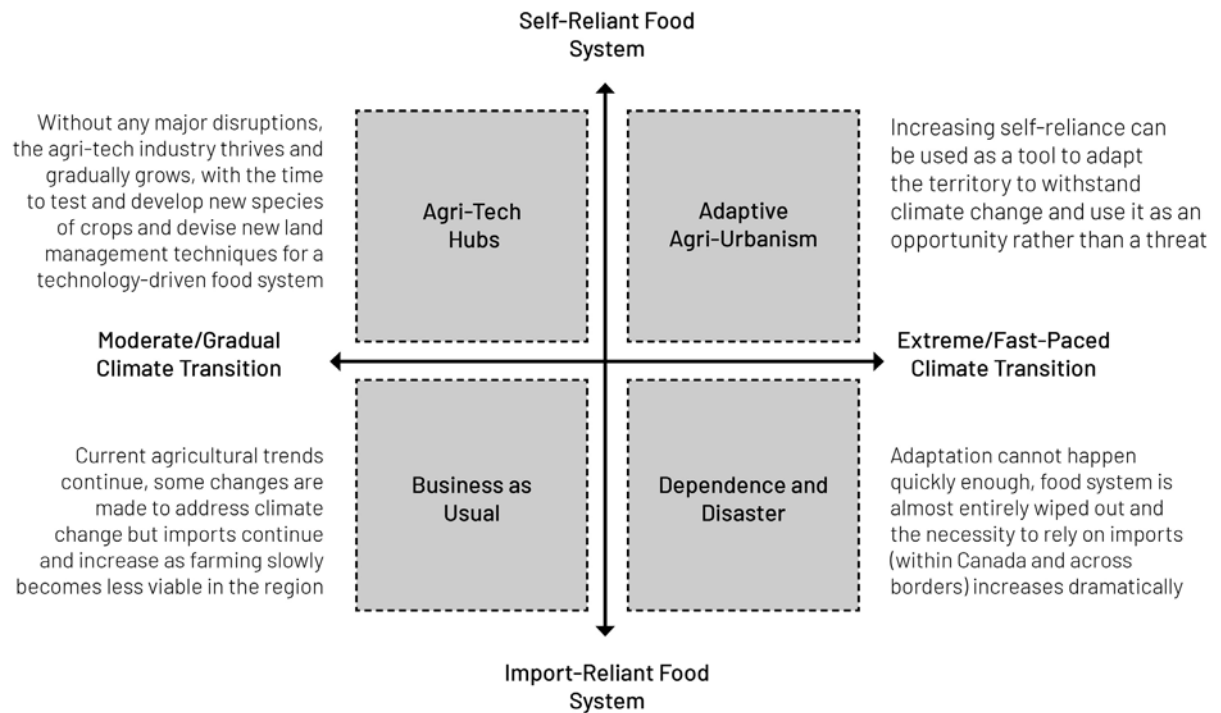 Self-Reliant Food
System
Without any major disruptions,
the agri-tech industry thrives and
gradually grows, with the time
to test and develop new species
of crops and devise new land
management techniques for a
technology-driven food system
Agri-Tech
Hubs
Adaptive
Agri-Urbanism
Increasing self-reliance can
be used as a tool to adapt
the territory to withstand
climate change and use it as an
opportunity rather than a threat
Moderate/Gradual
Climate Transition
Extreme/Fast-Paced
Climate Transition
Current agricultural trends
continue, some changes are
made to address climate
change but imports continue
and increase as farming slowly
becomes less viable in the region
Business as
Usual
Dependence and
Disaster
Adaptation cannot happen
quickly enough, food system is
almost entirely wiped out and
the necessity to rely on imports
(within Canada and across
borders) increases dramatically
Import-Reliant Food
System